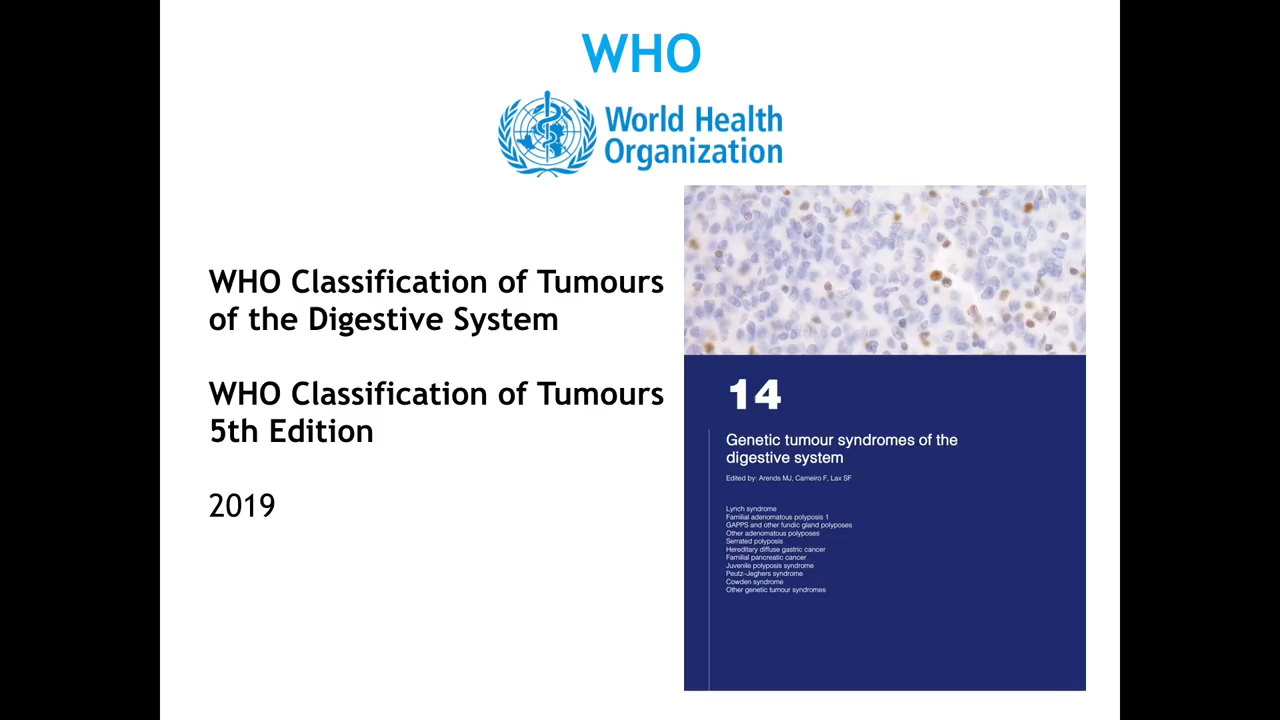 WHO
World Health
Organization
WHO Classification of Tumours
of the Digestive System
WHO Classification of Tumours
5th Edition
2019
14
Genetic tumour syndromes of the
digestive system
Edited by: Arends MJ, Carneiro F, Lax SF
Lynch syndrome
Familial adenomatous polyposis 1
GAPPS and other fundic gland polyposes
Other adenomatous polyposes
Serrated polyposis
Hereditary diffuse gastric cancer
Familial pancreatic cancer
Juvenile polyposis syndrome
Peutz–Jeghers syndrome
Cowden syndrome
Other genetic tumour syndromes